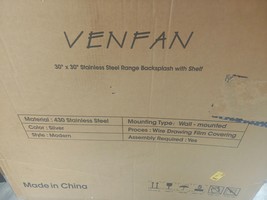 VENFAN
30" x 30" Stainless Steel Range Backsplash with Shelf
Material : 430 Stainless Steel
Mounting Type: Wall - mounted
Color : Silver
Process : Wire Drawing Film Covering
Style : Modern
Assembly Required : Yes
Made in China